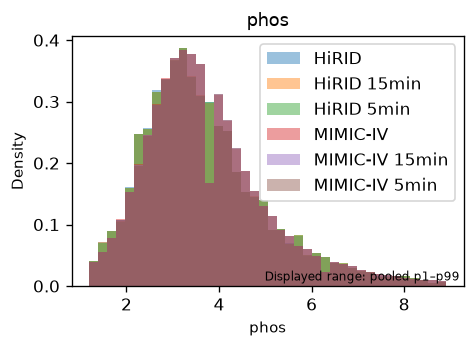 phos
0.4
0.3
0.2
0.1
0.0
Density
HiRID
HiRID 15min
HiRID 5min
MIMIC-IV
MIMIC-IV 15min
MIMIC-IV 5min
Displayed range: pooled p1–p99
2 4 6 8
phos